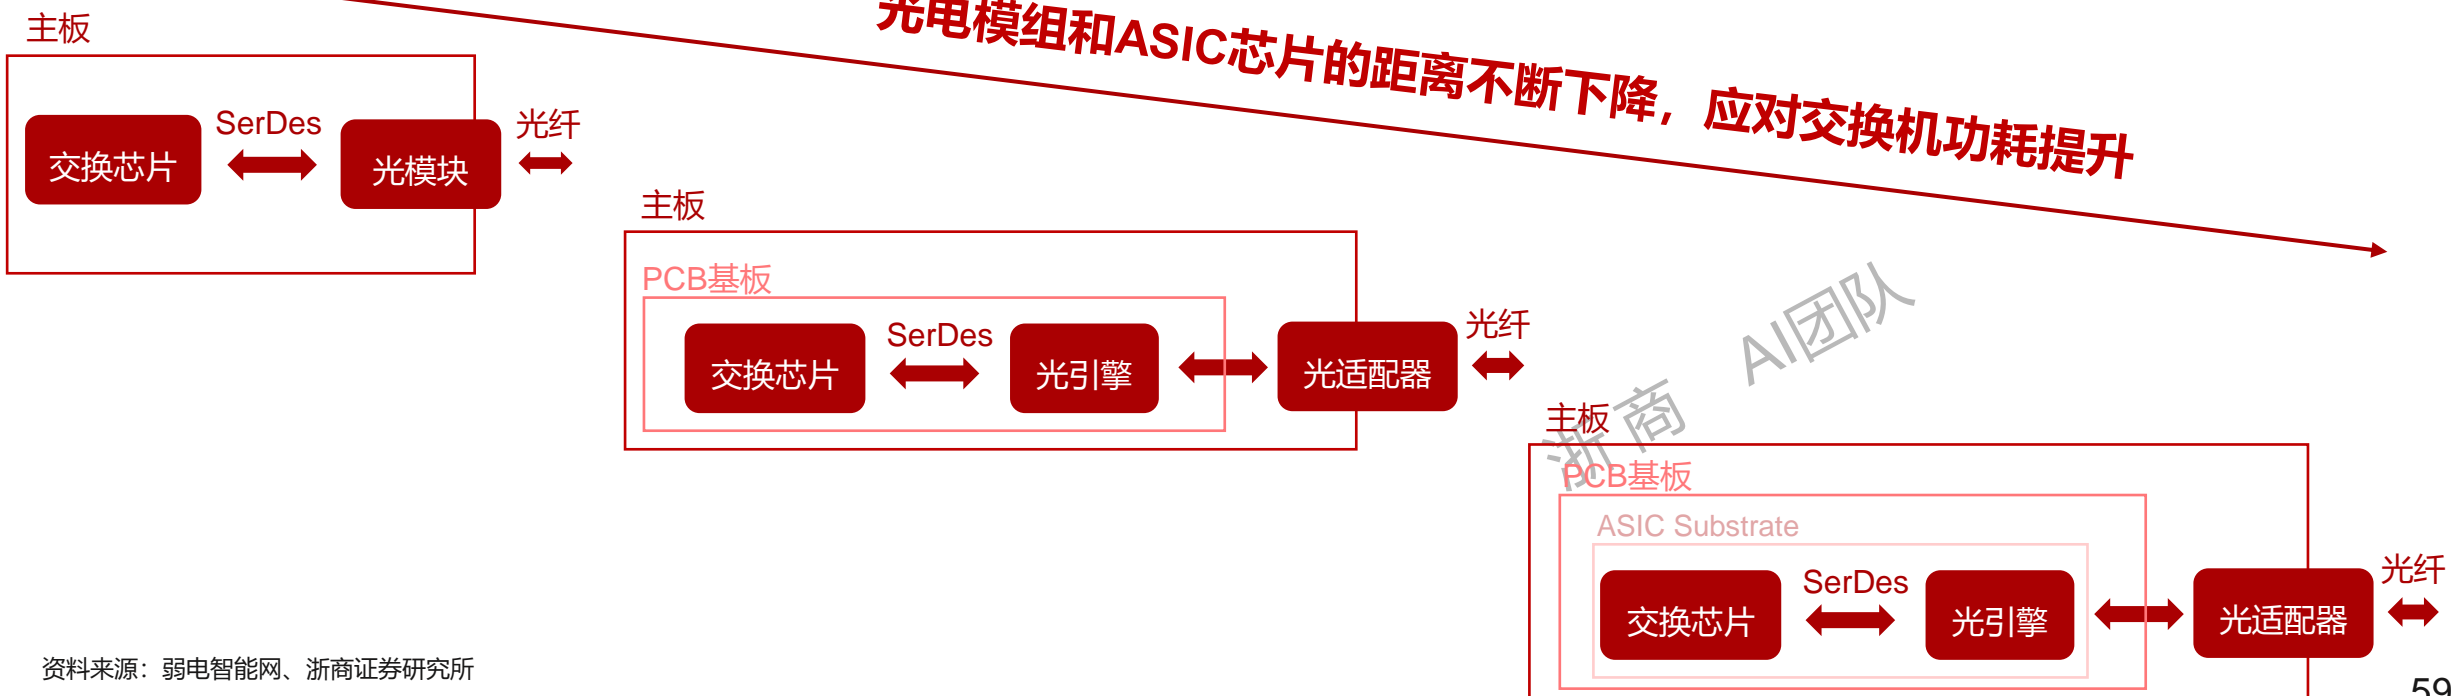 光电模组和ASIC芯片的距离不断下降，应对交换机功耗提升
主板
交换芯片
SerDes
光模块
光纤
主板
PCB基板
交换芯片
SerDes
光引擎
光适配器
光纤
浙商 AI团队
主板
PCB基板
ASIC Substrate
交换芯片
SerDes
光引擎
光适配器
光纤
资料来源：弱电智能网、浙商证券研究所
59